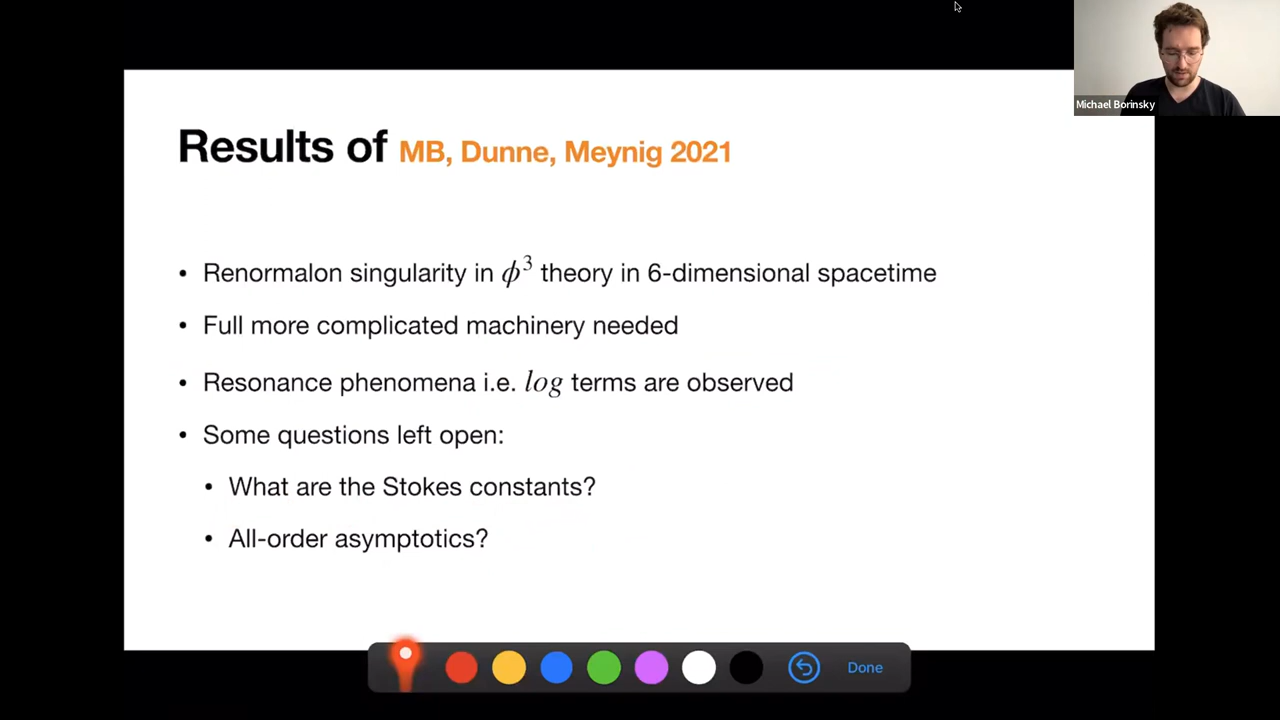 Michael Borinsky
Results of MB, Dunne, Meynig 2021
• Renormalon singularity in ϕ³ theory in 6-dimensional spacetime
• Full more complicated machinery needed
• Resonance phenomena i.e. log terms are observed
• Some questions left open:
• What are the Stokes constants?
• All-order asymptotics?
Done